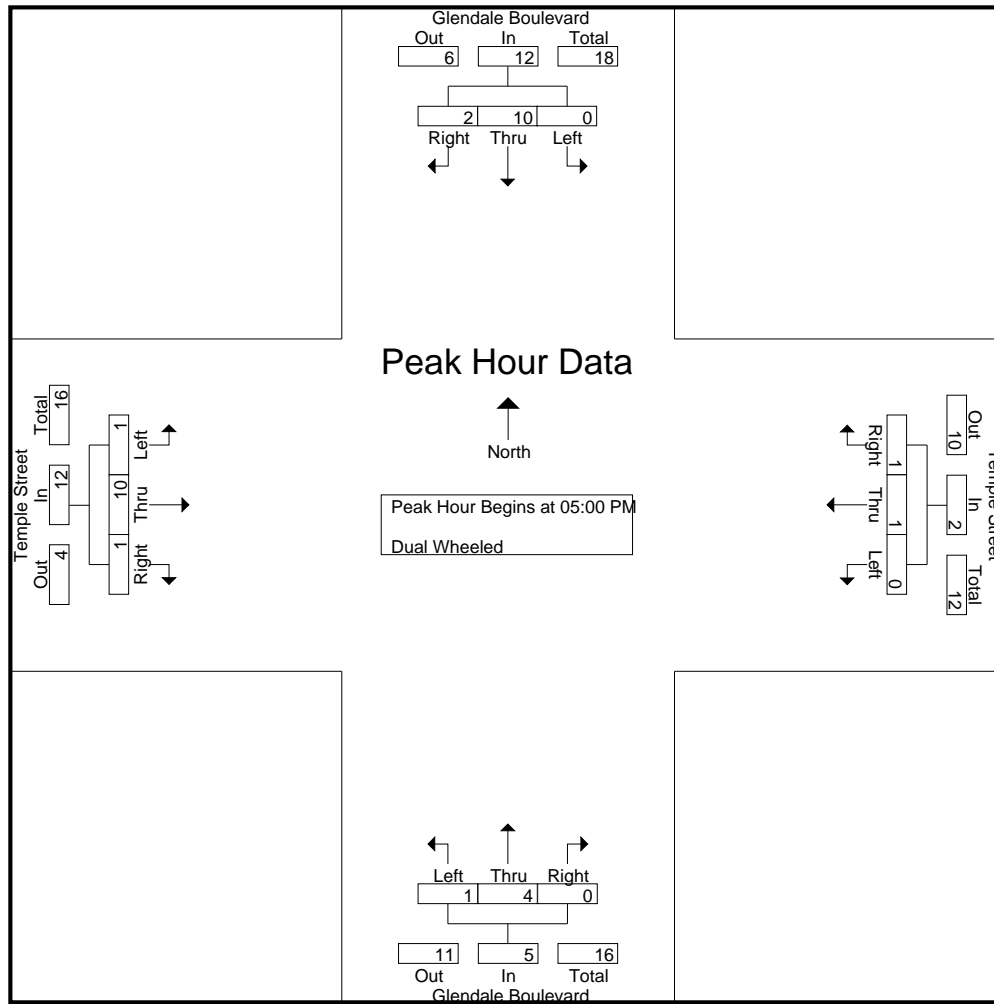 Glendale Boulevard
Out In Total
6 12 18
2 10 0
Right Thru Left
Peak Hour Data
North
Peak Hour Begins at 05:00 PM
Dual Wheeled
Temple Street
Out In Total
4 12 16
1 10 1
Right Thru Left
Right Thru Left
1 1 0
Out In Total
10 2 12
Temple Street
Left Thru Right
1 4 0
11 5 16
Out In Total
Glendale Boulevard